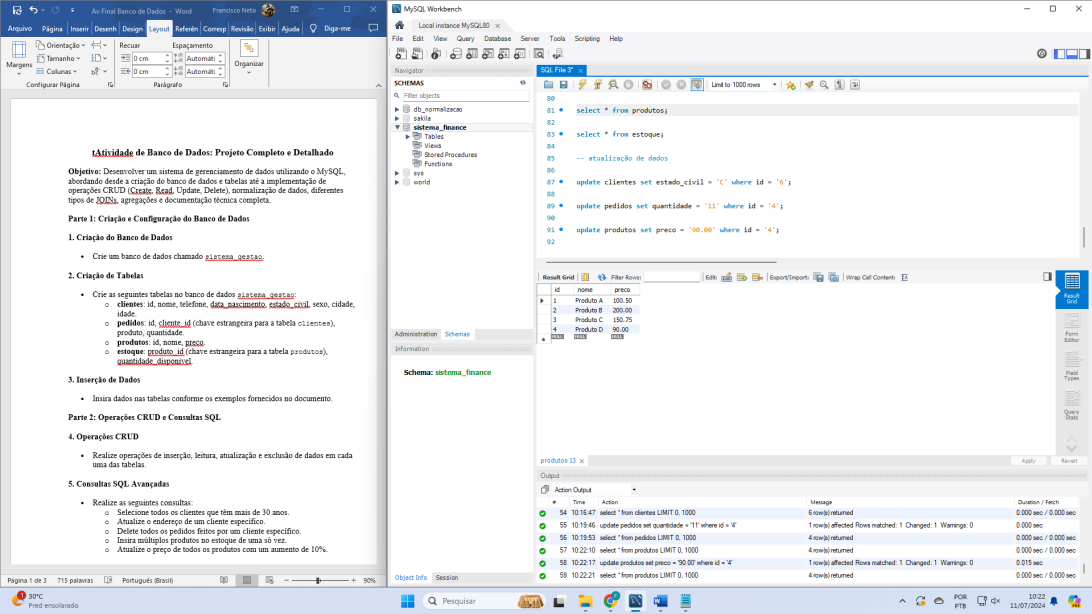 Av Final Banco de Dados - Word
Francisco Neto
Arquivo Página Inserir Desenh Design Layout Referên Corresp Revisão Exibir Ajuda Diga-me
Margens
Orientação
Tamanho
Colunas
Recuar
0 cm
0 cm
Espaçamento
Automáti
Automáti
Organizar
Configurar Página
Parágrafo
tAtividade de Banco de Dados: Projeto Completo e Detalhado
Objetivo: Desenvolver um sistema de gerenciamento de dados utilizando o MySQL,
abordando desde a criação do banco de dados e tabelas até a implementação de
operações CRUD (Create, Read, Update, Delete), normalização de dados, diferentes
tipos de JOINs, agregações e documentação técnica completa.
Parte 1: Criação e Configuração do Banco de Dados
1. Criação do Banco de Dados
• Crie um banco de dados chamado sistema_gestao.
2. Criação de Tabelas
• Crie as seguintes tabelas no banco de dados sistema_gestao:
o clientes: id, nome, telefone, data_nascimento, estado_civil, sexo, cidade,
idade.
o pedidos: id, cliente_id (chave estrangeira para a tabela clientes),
produto, quantidade.
o produtos: id, nome, preco.
o estoque: produto_id (chave estrangeira para a tabela produtos),
quantidade_disponivel.
3. Inserção de Dados
• Insira dados nas tabelas conforme os exemplos fornecidos no documento.
Parte 2: Operações CRUD e Consultas SQL
4. Operações CRUD
• Realize operações de inserção, leitura, atualização e exclusão de dados em cada
uma das tabelas.
5. Consultas SQL Avançadas
• Realize as seguintes consultas:
o Selecione todos os clientes que têm mais de 30 anos.
o Atualize o endereço de um cliente específico.
o Delete todos os pedidos feitos por um cliente específico.
o Insira múltiplos produtos no estoque de uma só vez.
o Atualize o preço de todos os produtos com um aumento de 10%.
Página 1 de 3 715 palavras Português (Brasil) 90%
MySQL Workbench
Local instance MySQL80
File Edit View Query Database Server Tools Scripting Help
Navigator
SCHEMAS
Filter objects
db_normalizacao
sakila
sistema_finance
Tables
Views
Stored Procedures
Functions
sys
world
Administration Schemas
Information
Schema: sistema_finance
Object Info Session
SQL File 3*
Limit to 1000 rows
80
81 select * from produtos;
82
83 select * from estoque;
84
85 -- atualização de dados
86
87 update clientes set estado_civil = 'C' where id = '6';
88
89 update pedidos set quantidade = '11' where id = '4';
90
91 update produtos set preco = '90.00' where id = '4';
92
Result Grid Filter Rows: Edit: Export/Import: Wrap Cell Content:
id nome preco
1 Produto A 100.50
2 Produto B 200.00
3 Produto C 150.75
4 Produto D 90.00
NULL NULL NULL
Result
Grid
Form
Editor
Field
Types
Query
Stats
produtos 13
Apply Revert
Output
Action Output
# Time Action Message Duration / Fetch
54 10:16:47 select * from clientes LIMIT 0, 1000 6 row(s) returned 0.000 sec / 0.000 sec
55 10:19:46 update pedidos set quantidade = '11' where id = '4' 1 row(s) affected Rows matched: 1 Changed: 1 Warnings: 0 0.000 sec
56 10:19:53 select * from pedidos LIMIT 0, 1000 4 row(s) returned 0.000 sec / 0.000 sec
57 10:22:10 select * from produtos LIMIT 0, 1000 4 row(s) returned 0.000 sec / 0.000 sec
58 10:22:17 update produtos set preco = '90.00' where id = '4' 1 row(s) affected Rows matched: 1 Changed: 1 Warnings: 0 0.015 sec
59 10:22:21 select * from produtos LIMIT 0, 1000 4 row(s) returned 0.000 sec / 0.000 sec
30°C
Pred ensolarado
Pesquisar
POR
PTB
10:22
11/07/2024